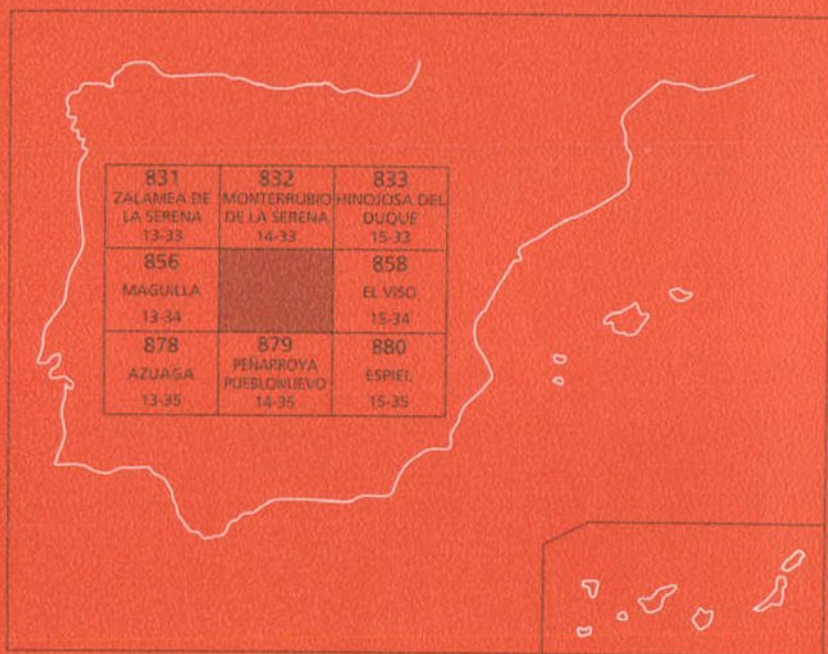 831
ZALAMEA DE
LA SERENA
13-33
832
MONTERRUBIO
DE LA SERENA
14-33
833
HINOJOSA DEL
DUQUE
15-33
856
MAGUILLA
13-34
858
EL VISO
15-34
878
AZUAGA
13-35
879
PEÑARROYA
PUEBLONUEVO
14-35
880
ESPIEL
15-35